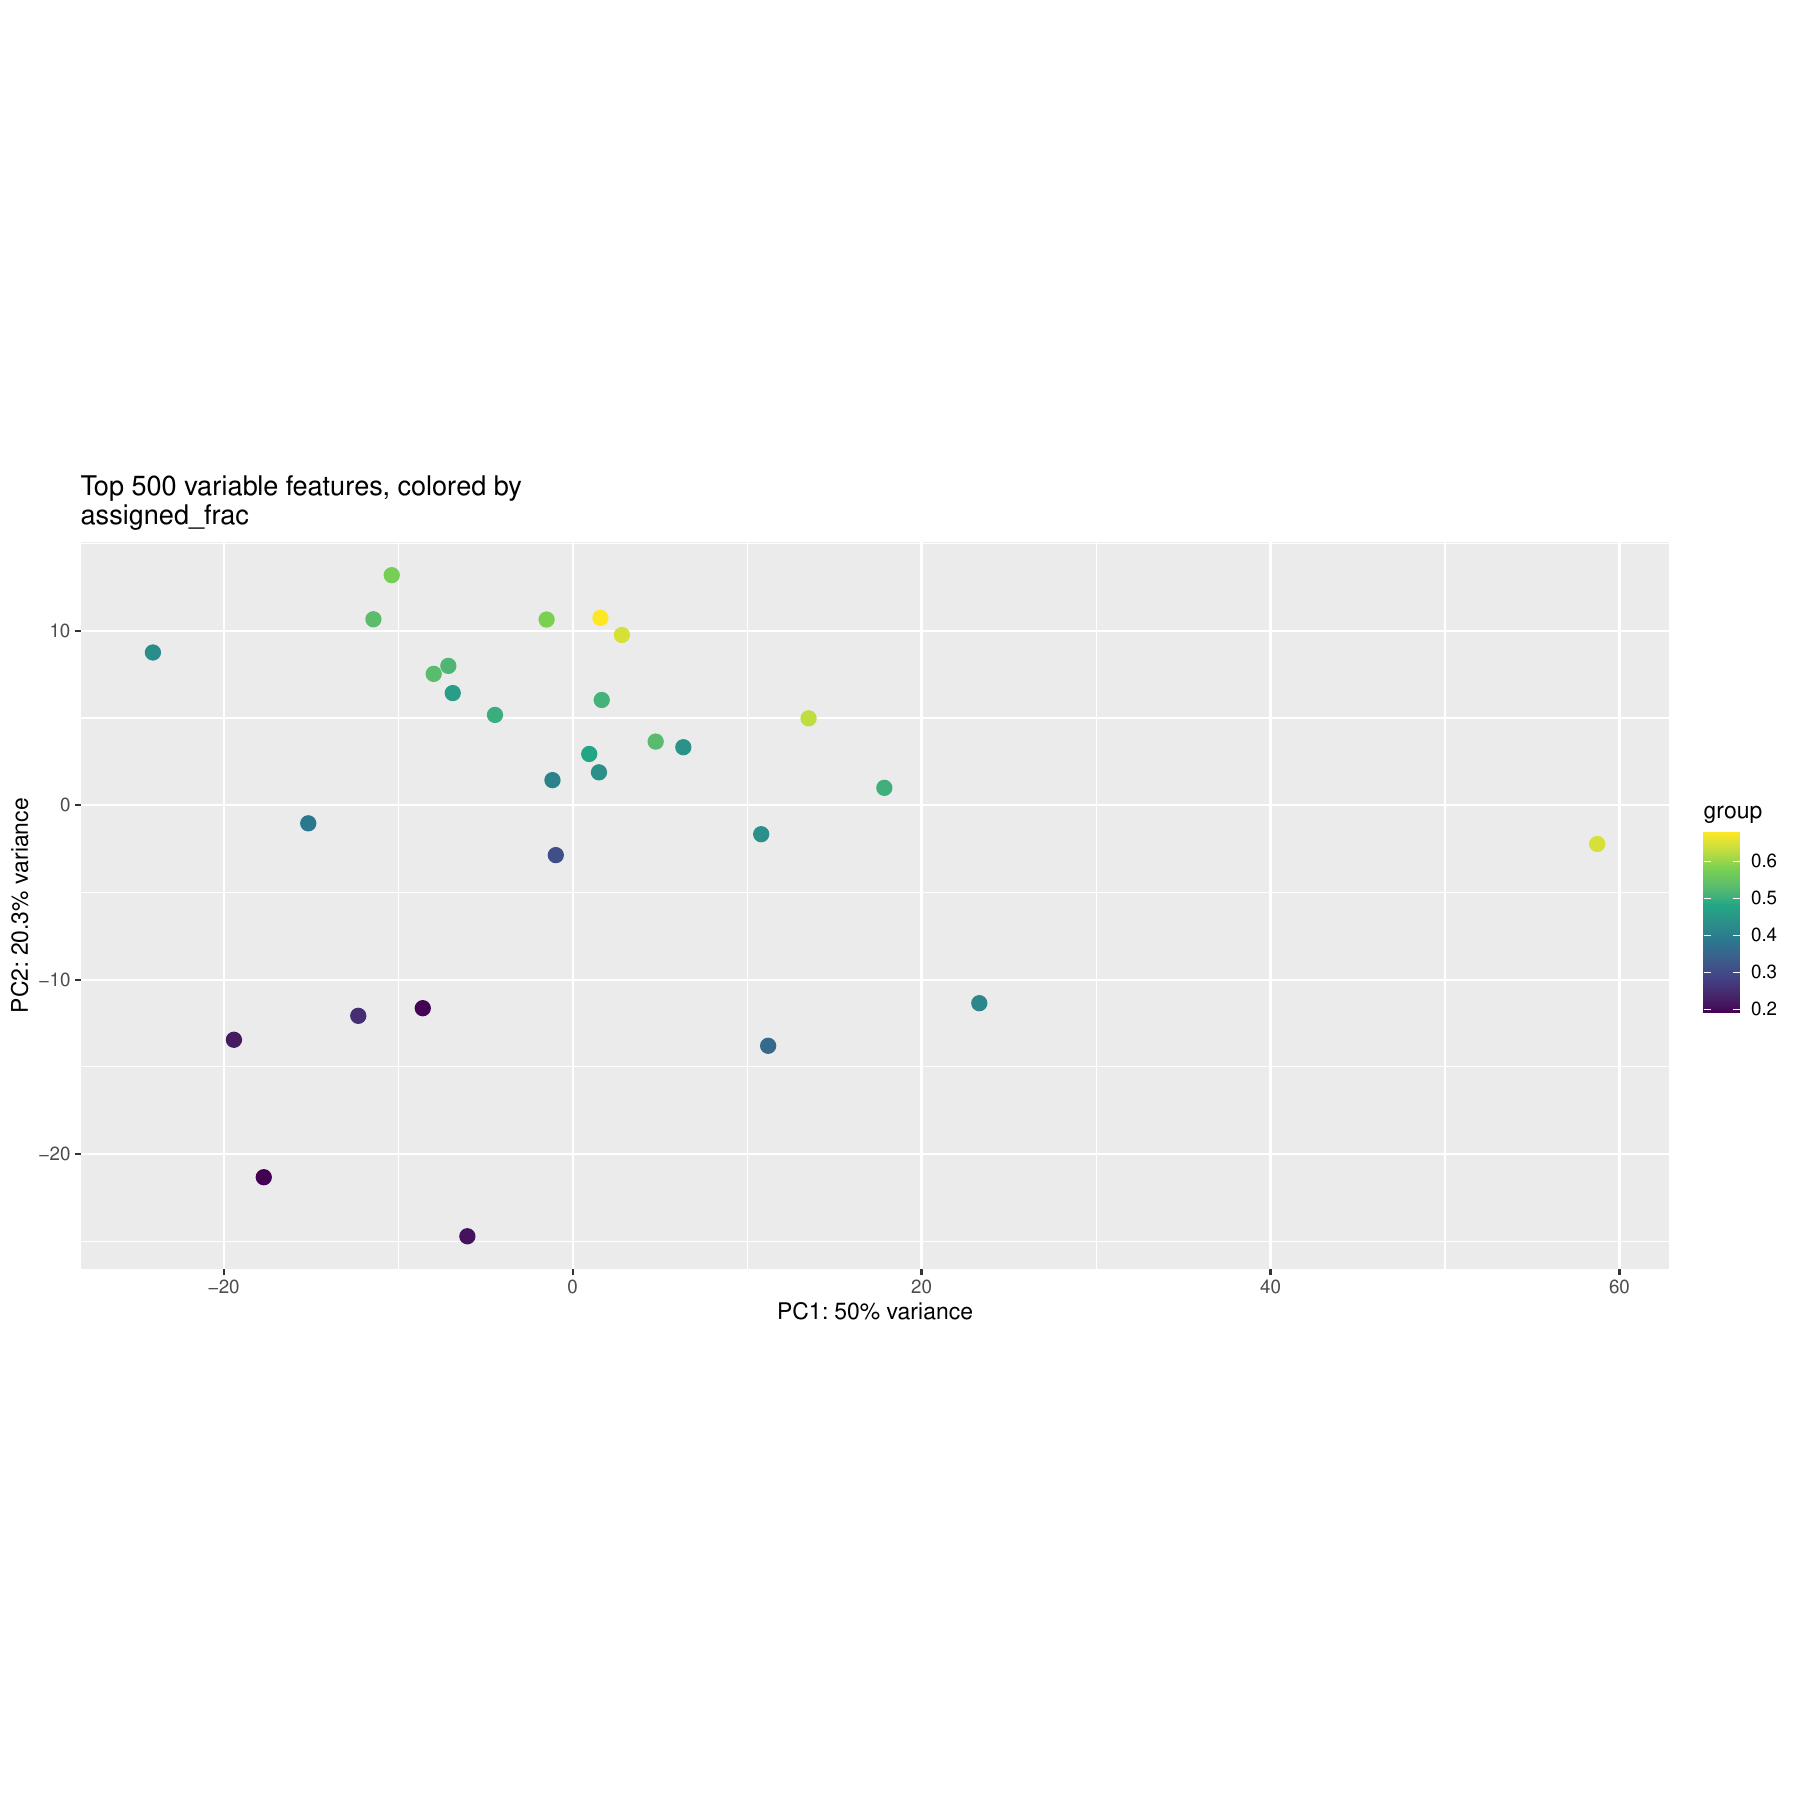 Top 500 variable features, colored by
assigned_frac
PC2: 20.3% variance
10
0
−10
−20
−20
0
20
40
60
PC1: 50% variance
group
0.6
0.5
0.4
0.3
0.2